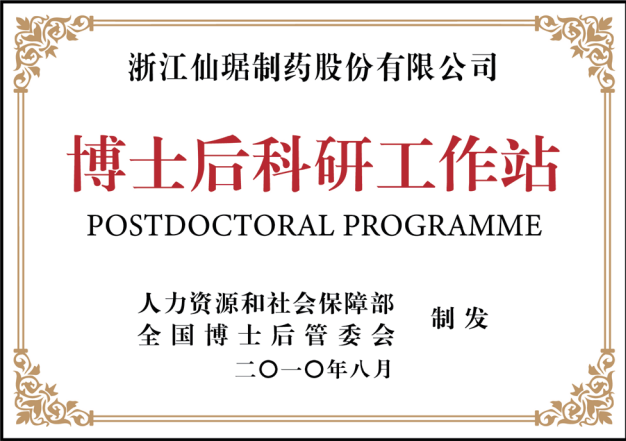 浙江仙琚制药股份有限公司
博士后科研工作站
POSTDOCTORAL PROGRAMME
人力资源和社会保障部
全国博士后管委会
制发
二〇一〇年八月